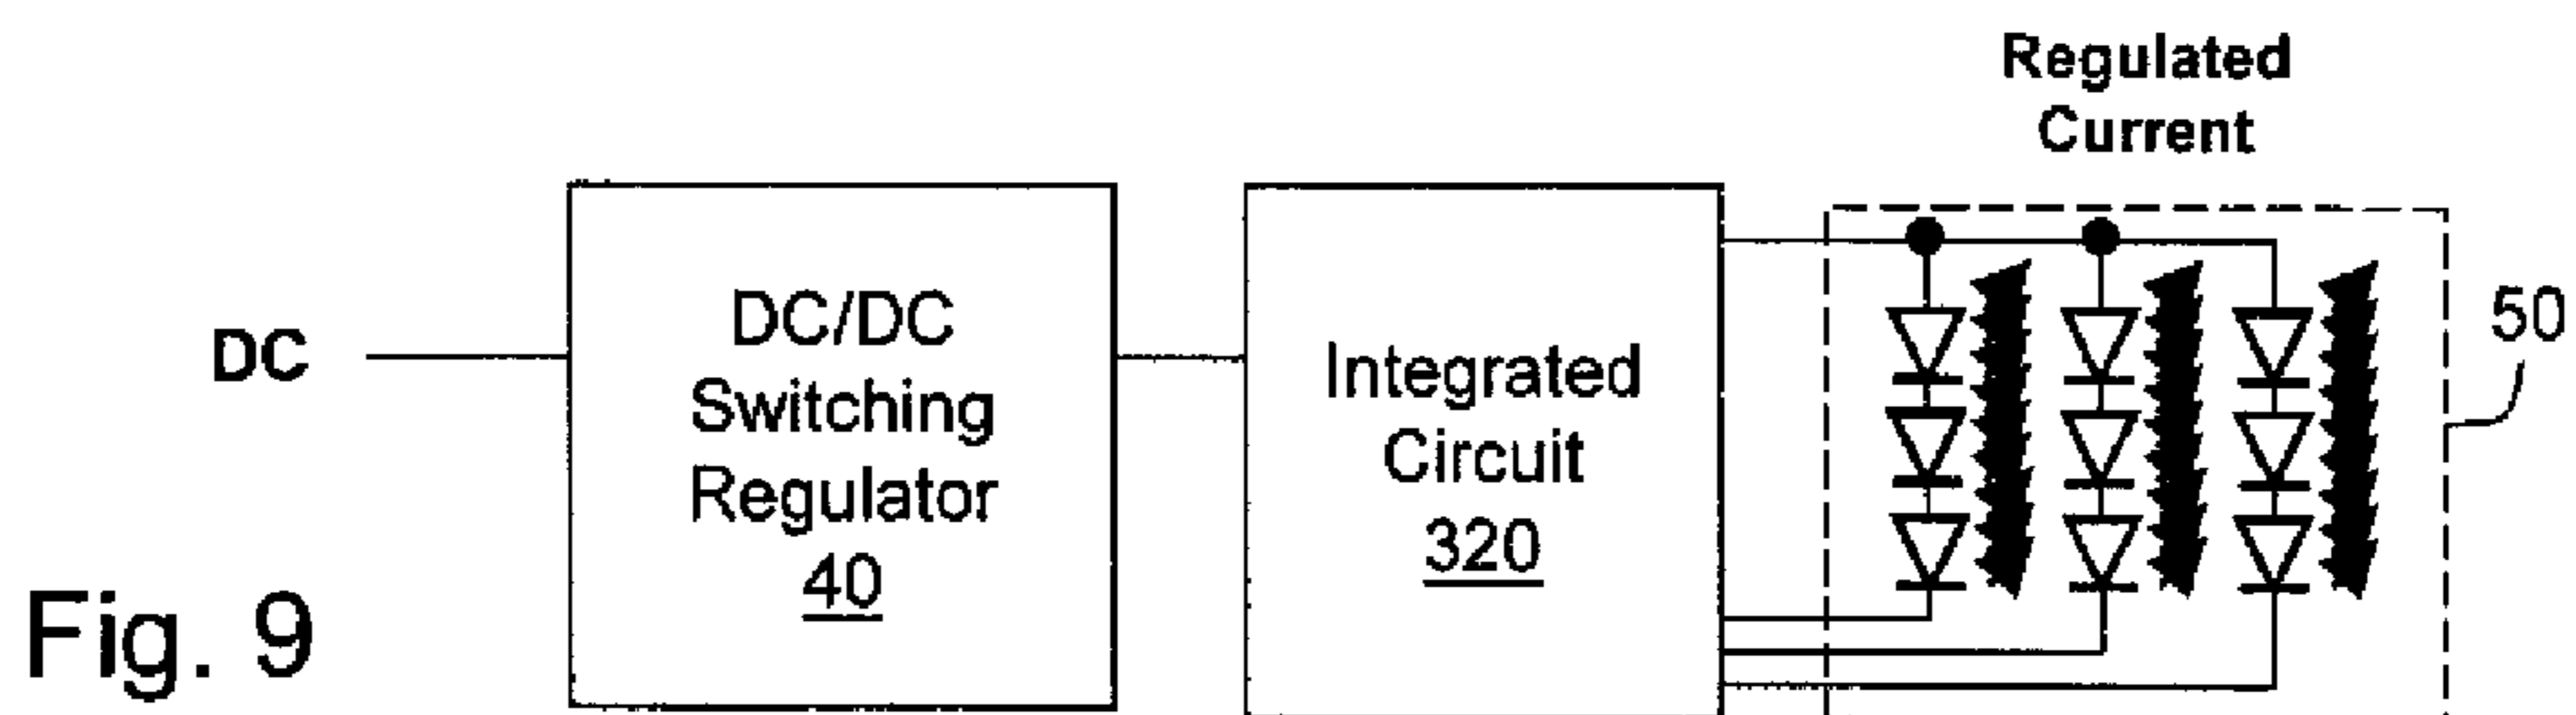 Regulated
Current
DC
DC/DC
Switching
Regulator
40
Integrated
Circuit
320
50
Fig. 9